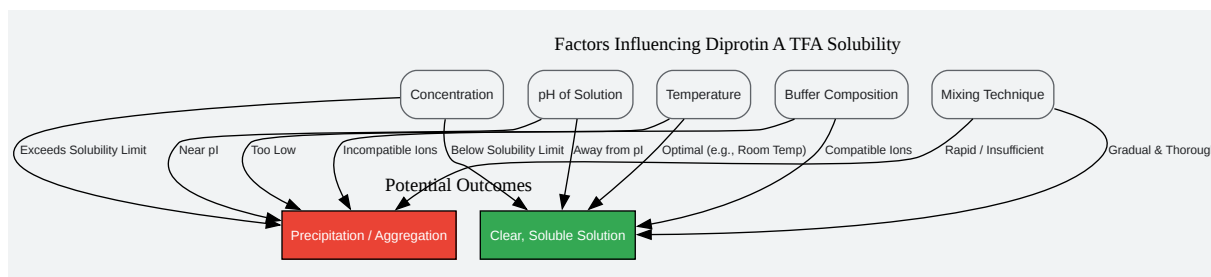 Factors Influencing Diprotin A TFA Solubility
Concentration
pH of Solution
Temperature
Buffer Composition
Mixing Technique
Exceeds Solubility Limit
Near pI
Too Low
Incompatible Ions
Below Solubility Limit
Away from pI
Optimal (e.g., Room Temp)
Compatible Ions
Rapid / Insufficient
Gradual & Thoroug
Potential Outcomes
Precipitation / Aggregation
Clear, Soluble Solution